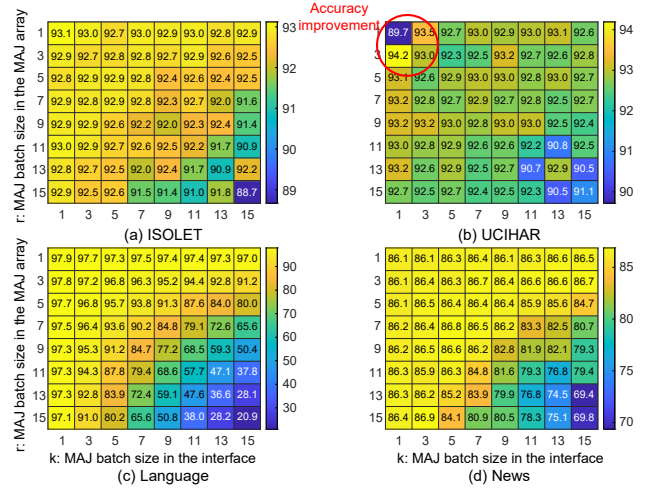 Accuracy
improvement
r: MAJ batch size in the MAJ array
1 93.1 93.0 92.7 93.0 92.9 93.0 92.8 92.9
3 92.9 92.7 92.8 92.9 92.7 92.9 92.6 92.5
5 92.8 92.9 92.9 92.8 92.4 92.6 92.4 92.5
7 92.9 92.8 92.9 92.8 92.3 92.7 92.0 91.6
9 92.9 92.9 92.6 92.2 92.0 92.3 92.4 91.4
11 93.0 92.9 92.7 92.6 92.5 92.2 91.7 90.9
13 92.8 92.7 92.5 92.0 92.4 91.7 90.9 92.2
15 92.9 92.5 92.6 91.5 91.4 91.0 91.8 88.7
1 3 5 7 9 11 13 15
93
92
91
90
89
(a) ISOLET
1 89.7 93.5 92.7 93.0 92.9 93.0 93.1 92.6
3 94.2 93.0 92.3 92.5 93.2 92.7 92.6 92.8
5 93.1 92.6 92.9 93.0 93.0 92.8 93.0 92.7
7 93.2 92.8 92.7 92.9 92.7 92.8 92.5 92.7
9 93.2 93.2 92.9 92.8 93.0 93.0 92.5 92.4
11 93.0 92.8 92.9 92.6 92.6 92.2 90.8 92.5
13 93.2 92.6 92.9 92.5 92.7 90.7 92.9 90.5
15 92.7 92.5 92.7 92.4 92.6 92.3 90.5 91.1
1 3 5 7 9 11 13 15
94
93
92
91
90
(b) UCIHAR
r: MAJ batch size in the MAJ array
1 97.7 97.7 97.3 97.5 97.4 97.4 97.3 97.0
3 97.8 97.2 96.8 96.3 95.2 94.4 92.8 91.2
5 97.7 96.8 95.7 93.8 91.3 87.6 84.0 80.0
7 97.5 96.4 93.6 90.2 84.8 79.1 72.6 65.6
9 97.3 95.3 91.2 84.7 77.2 68.5 59.3 50.4
11 97.3 94.3 87.8 79.4 68.6 57.7 47.1 37.8
13 97.3 92.8 83.9 72.4 59.1 47.6 36.6 28.1
15 97.1 91.0 80.2 65.6 50.8 38.0 28.2 20.9
1 3 5 7 9 11 13 15
90
80
70
60
50
40
30
k: MAJ batch size in the interface
(c) Language
1 86.1 86.1 86.1 86.1 86.3 86.3 86.6 86.5
3 86.1 86.4 86.3 86.5 86.3 86.5 86.4 86.5
5 86.1 86.3 86.5 86.4 86.4 85.9 85.6 84.7
7 86.2 86.4 86.5 86.5 86.2 83.3 82.5 80.7
9 86.2 86.5 86.6 86.2 82.8 81.9 82.1 79.3
11 86.3 85.9 86.3 84.8 81.6 79.3 76.8 79.4
13 86.3 86.2 85.2 83.9 79.9 76.8 74.5 69.4
15 86.4 86.9 84.1 80.9 80.5 78.3 75.1 69.8
1 3 5 7 9 11 13 15
85
80
75
70
k: MAJ batch size in the interface
(d) News